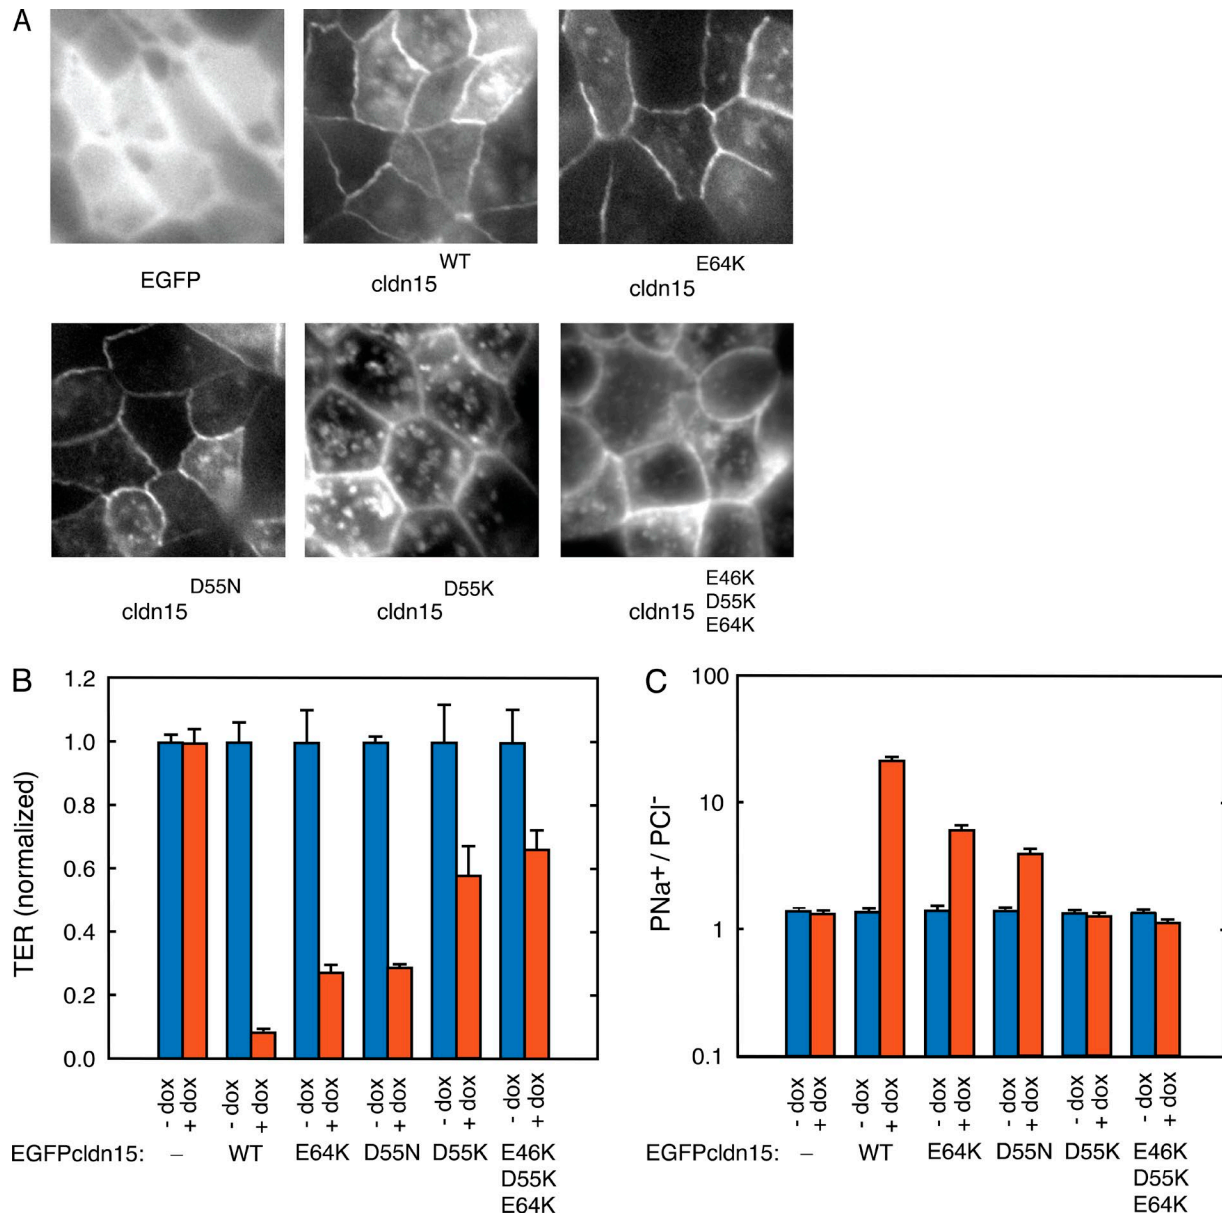 A
EGFP
cldn15 WT
cldn15 E64K
cldn15 D55N
cldn15 D55K
cldn15 E46K
D55K
E64K
B
TER (normalized)
1.2
1.0
0.8
0.6
0.4
0.2
0.0
- dox + dox - dox + dox - dox + dox - dox + dox - dox + dox - dox + dox
EGFPcldn15: – WT E64K D55N D55K E46K
D55K
E64K
C
PNa+ / PCl-
100
10
1
0.1
- dox + dox - dox + dox - dox + dox - dox + dox - dox + dox - dox + dox
EGFPcldn15: – WT E64K D55N D55K E46K
D55K
E64K